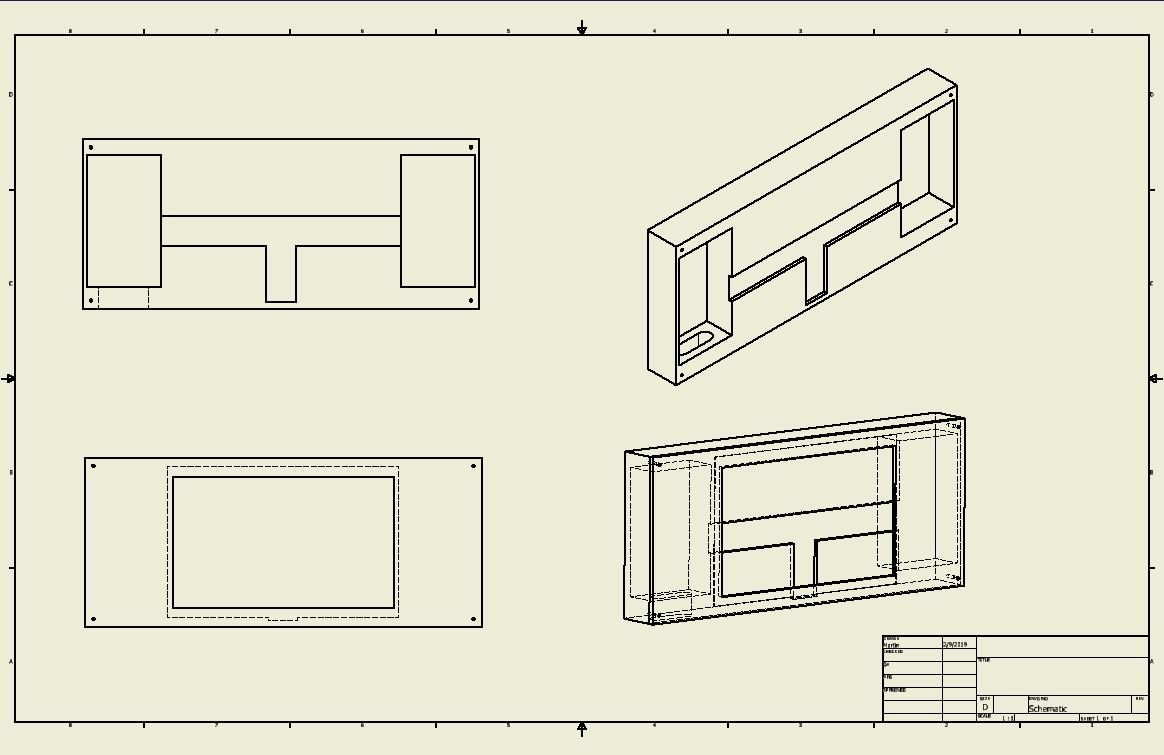 8 7 6 5 4 3 2 1
D D
C C
B B
A A
DRAWN
Martin 2/9/2019
CHECKED
QA
TITLE
MFG
APPROVED
SIZE DWG NO REV
D Schematic
SCALE 1 : 1 SHEET 1 OF 1
8 7 6 5 4 3 2 1